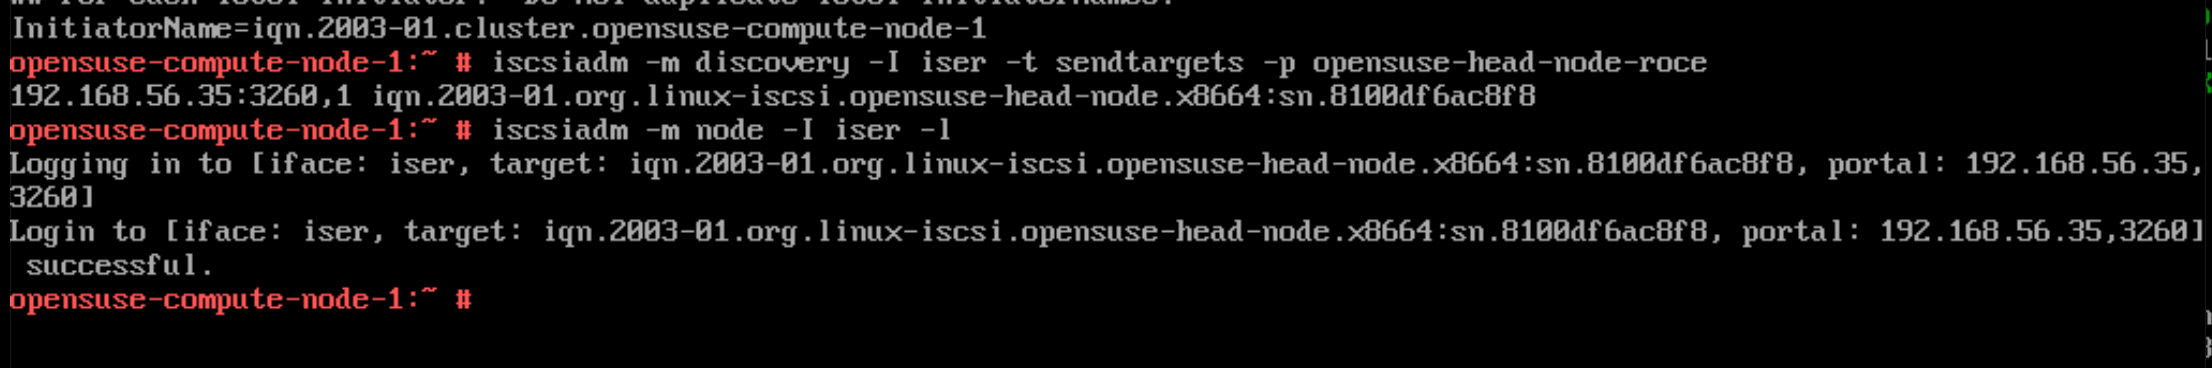 InitiatorName=iqn.2003-01.cluster.opensuse-compute-node-1
opensuse-compute-node-1:~ # iscsiadm -m discovery -I iser -t sendtargets -p opensuse-head-node-roce
192.168.56.35:3260,1 iqn.2003-01.org.linux-iscsi.opensuse-head-node.x8664:sn.8100df6ac8f8
opensuse-compute-node-1:~ # iscsiadm -m node -I iser -l
Logging in to [iface: iser, target: iqn.2003-01.org.linux-iscsi.opensuse-head-node.x8664:sn.8100df6ac8f8, portal: 192.168.56.35,
3260]
Login to [iface: iser, target: iqn.2003-01.org.linux-iscsi.opensuse-head-node.x8664:sn.8100df6ac8f8, portal: 192.168.56.35,3260]
 successful.
opensuse-compute-node-1:~ #